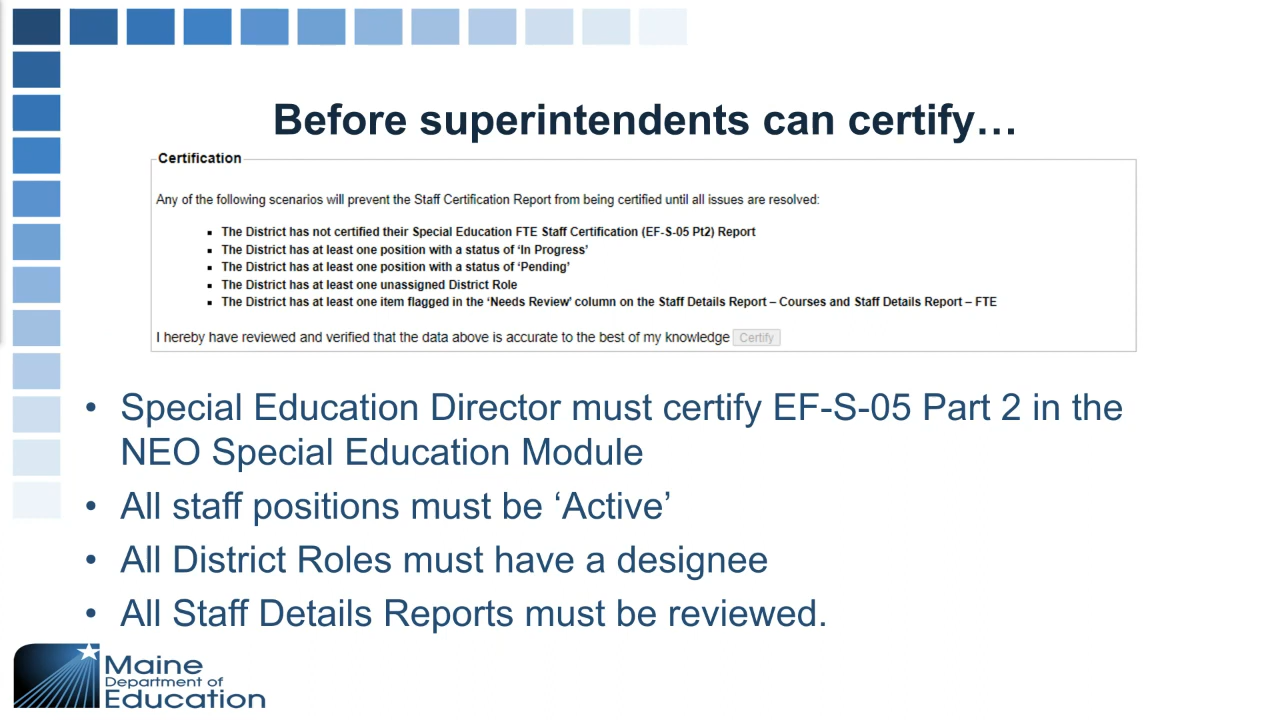 Before superintendents can certify…
Certification
Any of the following scenarios will prevent the Staff Certification Report from being certified until all issues are resolved:
▪ The District has not certified their Special Education FTE Staff Certification (EF-S-05 Pt2) Report
▪ The District has at least one position with a status of ‘In Progress’
▪ The District has at least one position with a status of ‘Pending’
▪ The District has at least one unassigned District Role
▪ The District has at least one item flagged in the ‘Needs Review’ column on the Staff Details Report – Courses and Staff Details Report – FTE
I hereby have reviewed and verified that the data above is accurate to the best of my knowledge Certify
• Special Education Director must certify EF-S-05 Part 2 in the
NEO Special Education Module
• All staff positions must be ‘Active’
• All District Roles must have a designee
• All Staff Details Reports must be reviewed.
Maine
Department of
Education